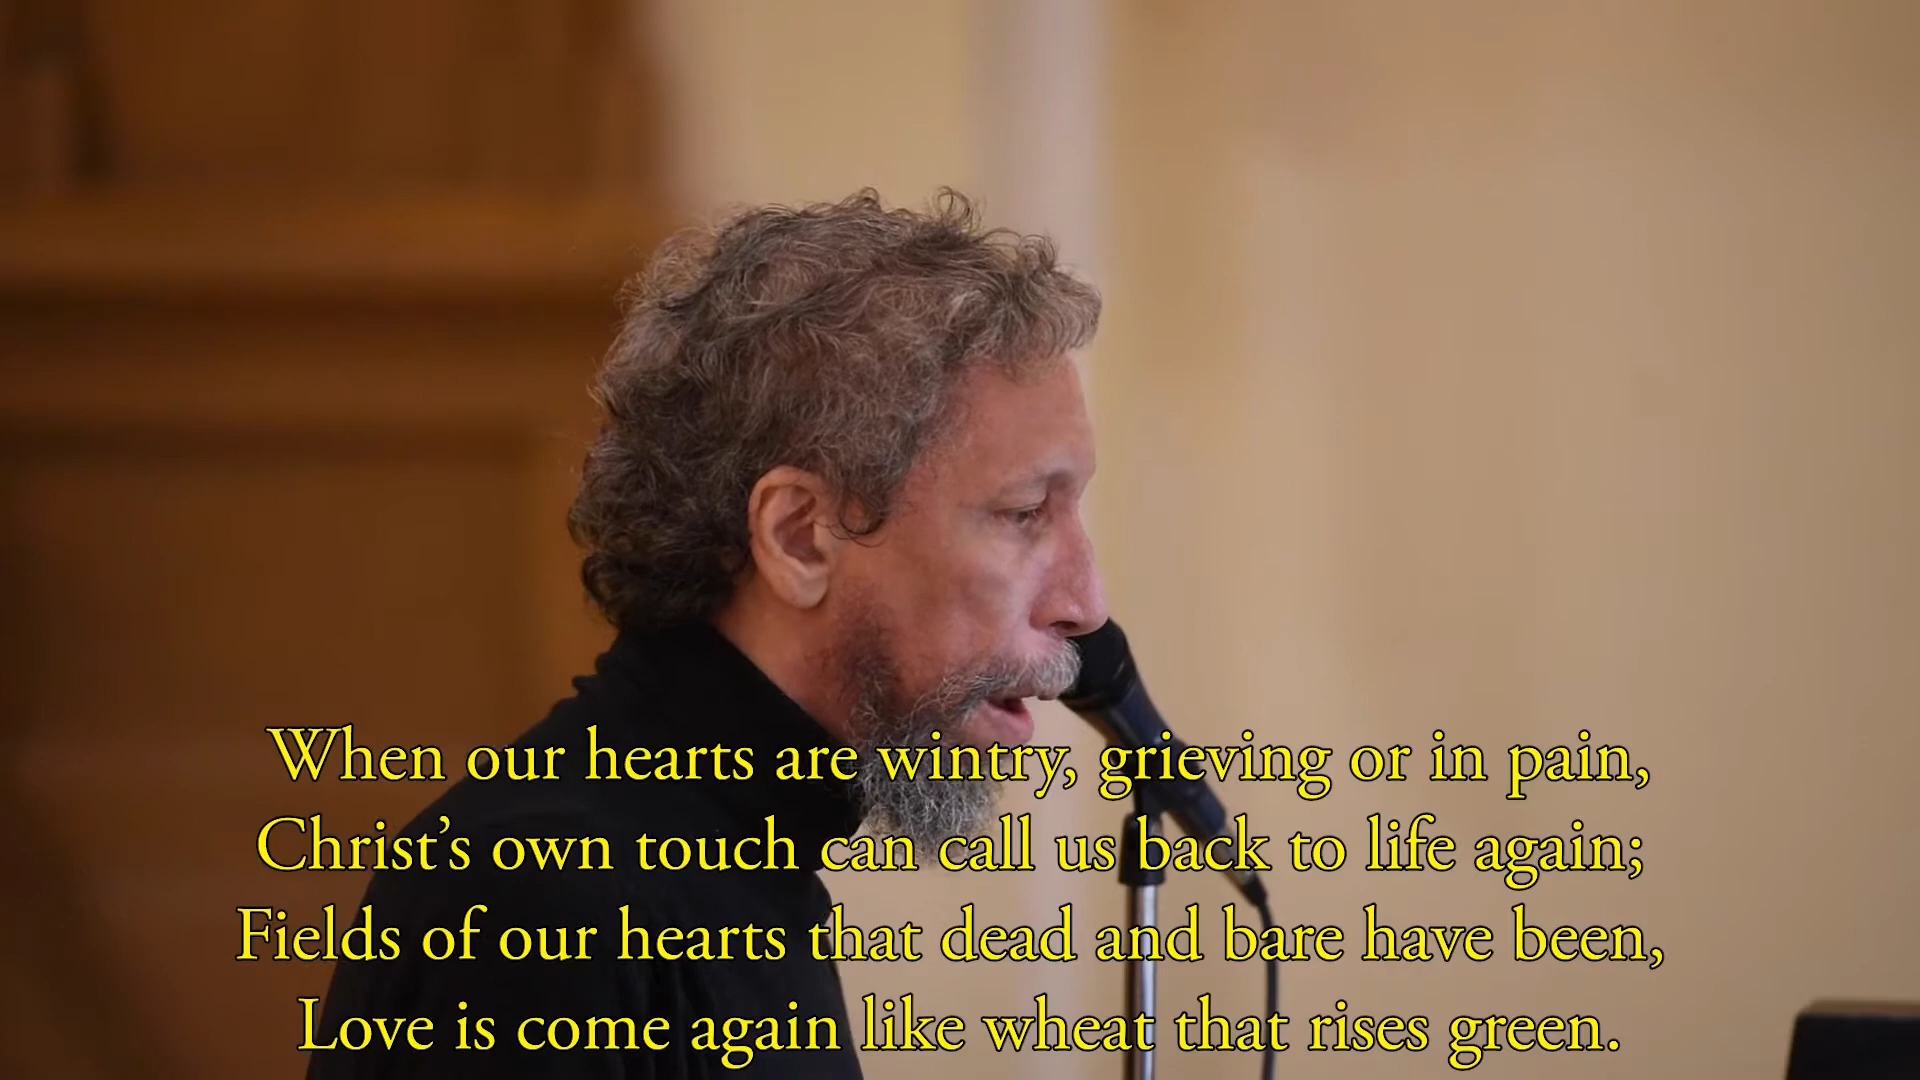 When our hearts are wintry, grieving or in pain,
Christ’s own touch can call us back to life again;
Fields of our hearts that dead and bare have been,
Love is come again like wheat that rises green.